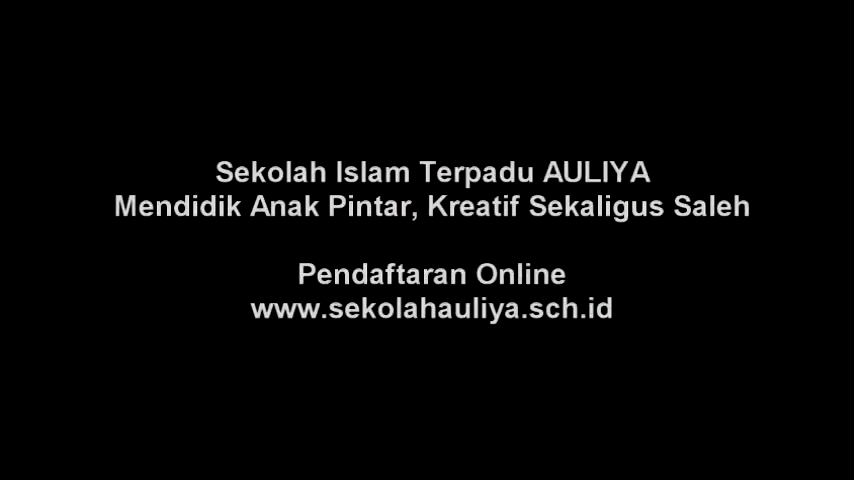 Sekolah Islam Terpadu AULIYA
Mendidik Anak Pintar, Kreatif Sekaligus Saleh
Pendaftaran Online
www.sekolahauliya.sch.id